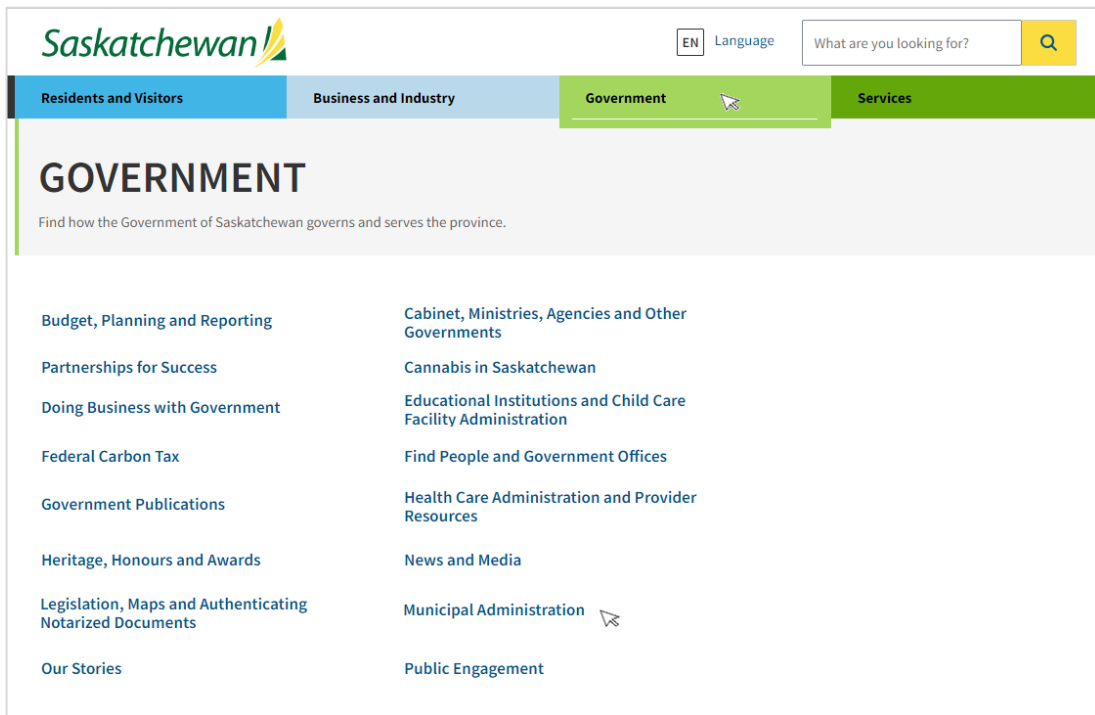 Saskatchewan
EN Language
What are you looking for?
Residents and Visitors
Business and Industry
Government
Services
GOVERNMENT
Find how the Government of Saskatchewan governs and serves the province.
Budget, Planning and Reporting
Cabinet, Ministries, Agencies and Other
Governments
Partnerships for Success
Cannabis in Saskatchewan
Doing Business with Government
Educational Institutions and Child Care
Facility Administration
Federal Carbon Tax
Find People and Government Offices
Government Publications
Health Care Administration and Provider
Resources
Heritage, Honours and Awards
News and Media
Legislation, Maps and Authenticating
Notarized Documents
Municipal Administration
Our Stories
Public Engagement